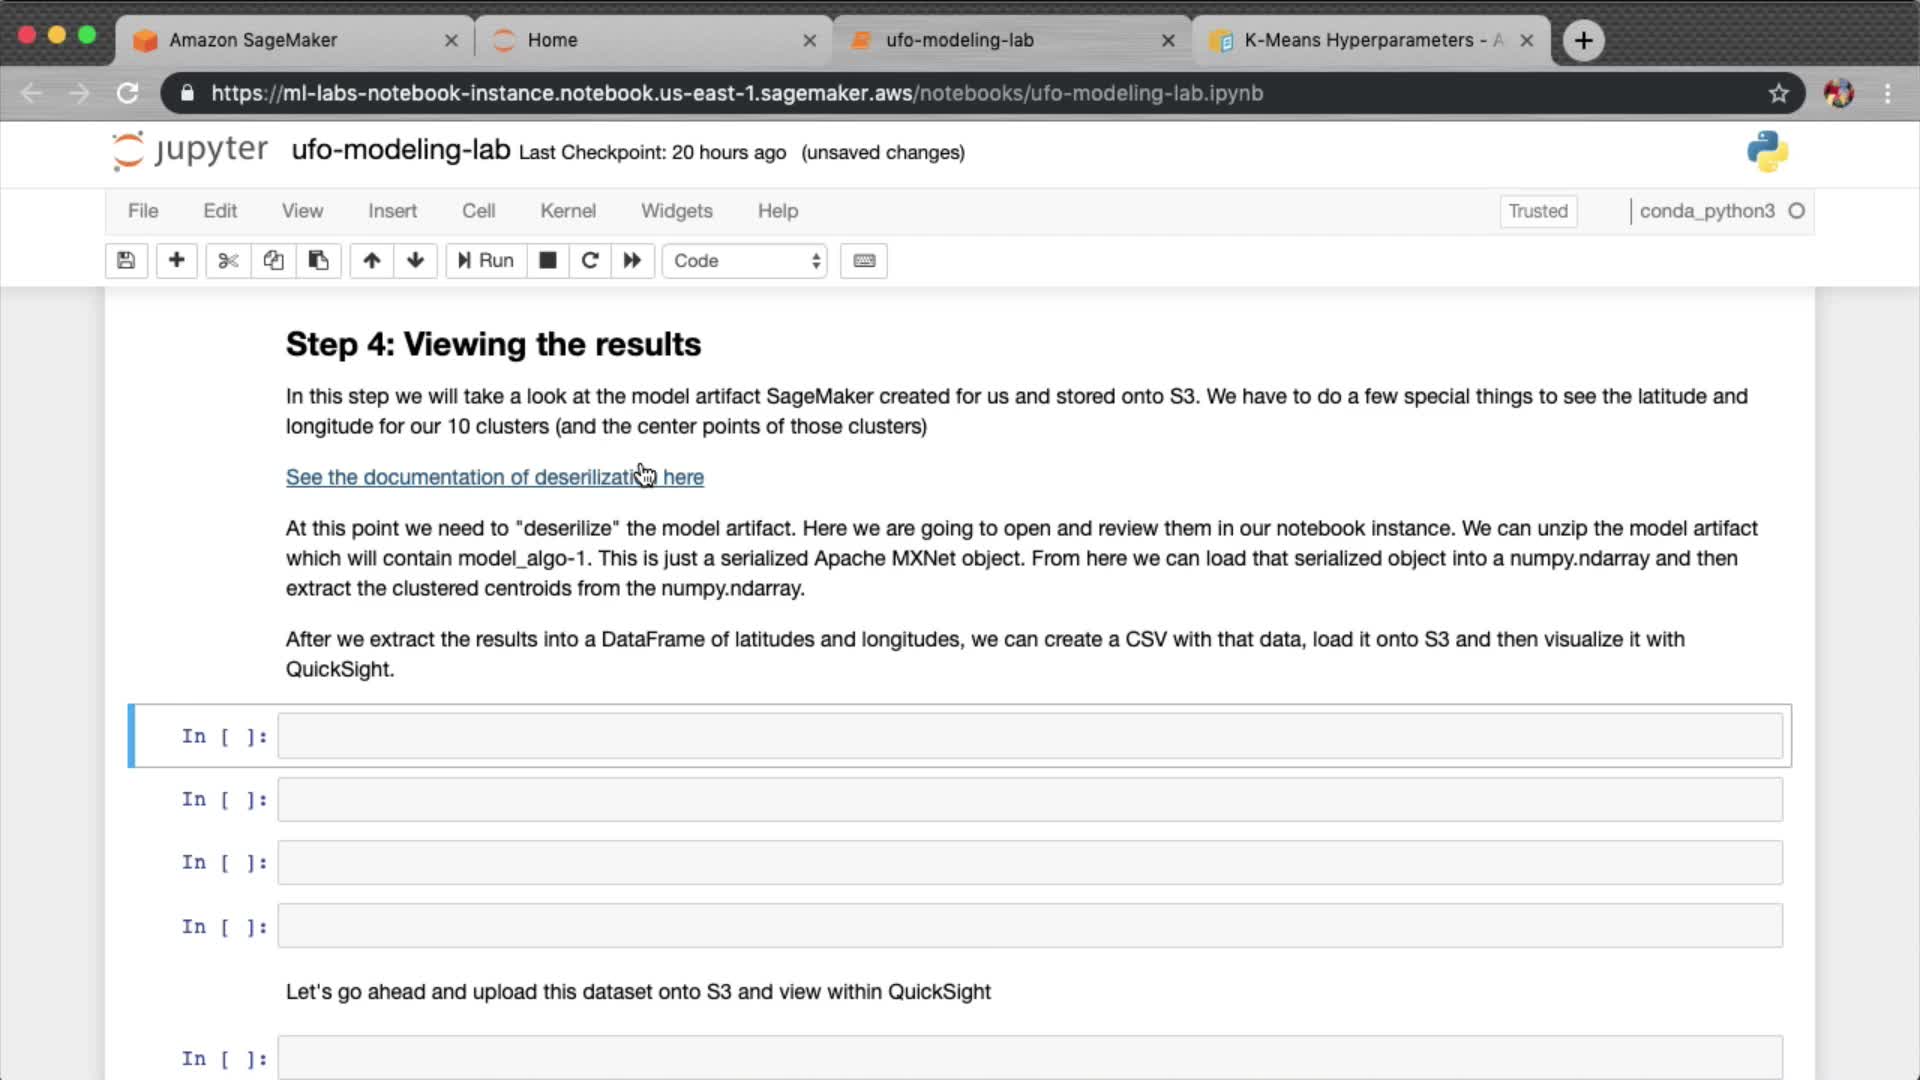 Amazon SageMaker
Home
ufo-modeling-lab
K-Means Hyperparameters - A
https://ml-labs-notebook-instance.notebook.us-east-1.sagemaker.aws/notebooks/ufo-modeling-lab.ipynb
jupyter ufo-modeling-lab Last Checkpoint: 20 hours ago (unsaved changes)
File Edit View Insert Cell Kernel Widgets Help Trusted conda_python3
Run Code
Step 4: Viewing the results
In this step we will take a look at the model artifact SageMaker created for us and stored onto S3. We have to do a few special things to see the latitude and
longitude for our 10 clusters (and the center points of those clusters)
See the documentation of deserilizati here
At this point we need to "deserilize" the model artifact. Here we are going to open and review them in our notebook instance. We can unzip the model artifact
which will contain model_algo-1. This is just a serialized Apache MXNet object. From here we can load that serialized object into a numpy.ndarray and then
extract the clustered centroids from the numpy.ndarray.
After we extract the results into a DataFrame of latitudes and longitudes, we can create a CSV with that data, load it onto S3 and then visualize it with
QuickSight.
In [ ]:
In [ ]:
In [ ]:
In [ ]:
Let's go ahead and upload this dataset onto S3 and view within QuickSight
In [ ]: